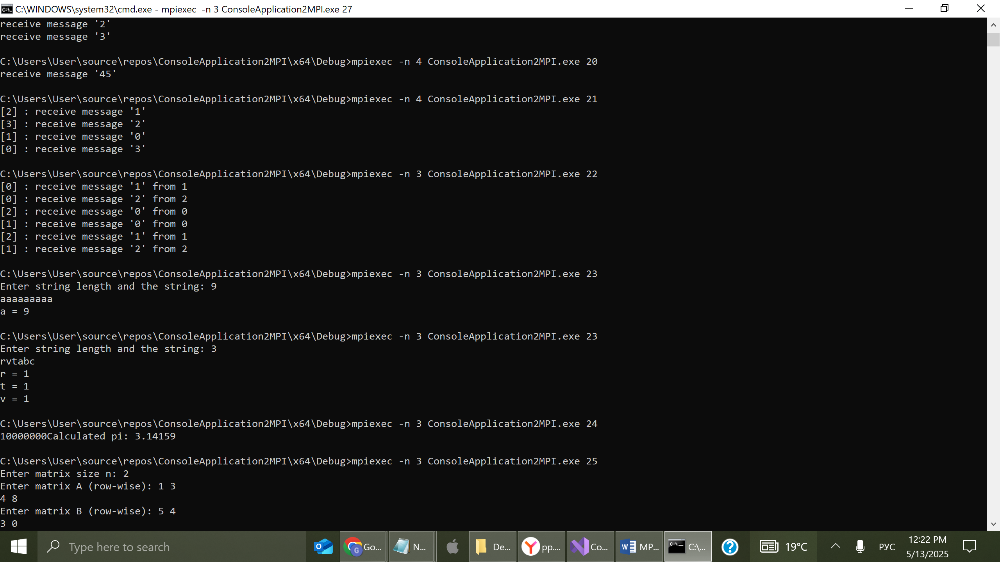 C:\WINDOWS\system32\cmd.exe - mpiexec  -n 3 ConsoleApplication2MPI.exe 27
receive message '2'
receive message '3'
C:\Users\User\source\repos\ConsoleApplication2MPI\x64\Debug>mpiexec -n 4 ConsoleApplication2MPI.exe 20
receive message '45'
C:\Users\User\source\repos\ConsoleApplication2MPI\x64\Debug>mpiexec -n 4 ConsoleApplication2MPI.exe 21
[2] : receive message '1'
[3] : receive message '2'
[1] : receive message '0'
[0] : receive message '3'
C:\Users\User\source\repos\ConsoleApplication2MPI\x64\Debug>mpiexec -n 3 ConsoleApplication2MPI.exe 22
[0] : receive message '1' from 1
[0] : receive message '2' from 2
[2] : receive message '0' from 0
[1] : receive message '0' from 0
[2] : receive message '1' from 1
[1] : receive message '2' from 2
C:\Users\User\source\repos\ConsoleApplication2MPI\x64\Debug>mpiexec -n 3 ConsoleApplication2MPI.exe 23
Enter string length and the string: 9
aaaaaaaaa
a = 9
C:\Users\User\source\repos\ConsoleApplication2MPI\x64\Debug>mpiexec -n 3 ConsoleApplication2MPI.exe 23
Enter string length and the string: 3
rvtabc
r = 1
t = 1
v = 1
C:\Users\User\source\repos\ConsoleApplication2MPI\x64\Debug>mpiexec -n 3 ConsoleApplication2MPI.exe 24
10000000Calculated pi: 3.14159
C:\Users\User\source\repos\ConsoleApplication2MPI\x64\Debug>mpiexec -n 3 ConsoleApplication2MPI.exe 25
Enter matrix size n: 2
Enter matrix A (row-wise): 1 3
4 8
Enter matrix B (row-wise): 5 4
3 0
Type here to search
Go...
N...
De...
pp....
Co...
MP...
C:\...
19°C
РУС
12:22 PM
5/13/2025